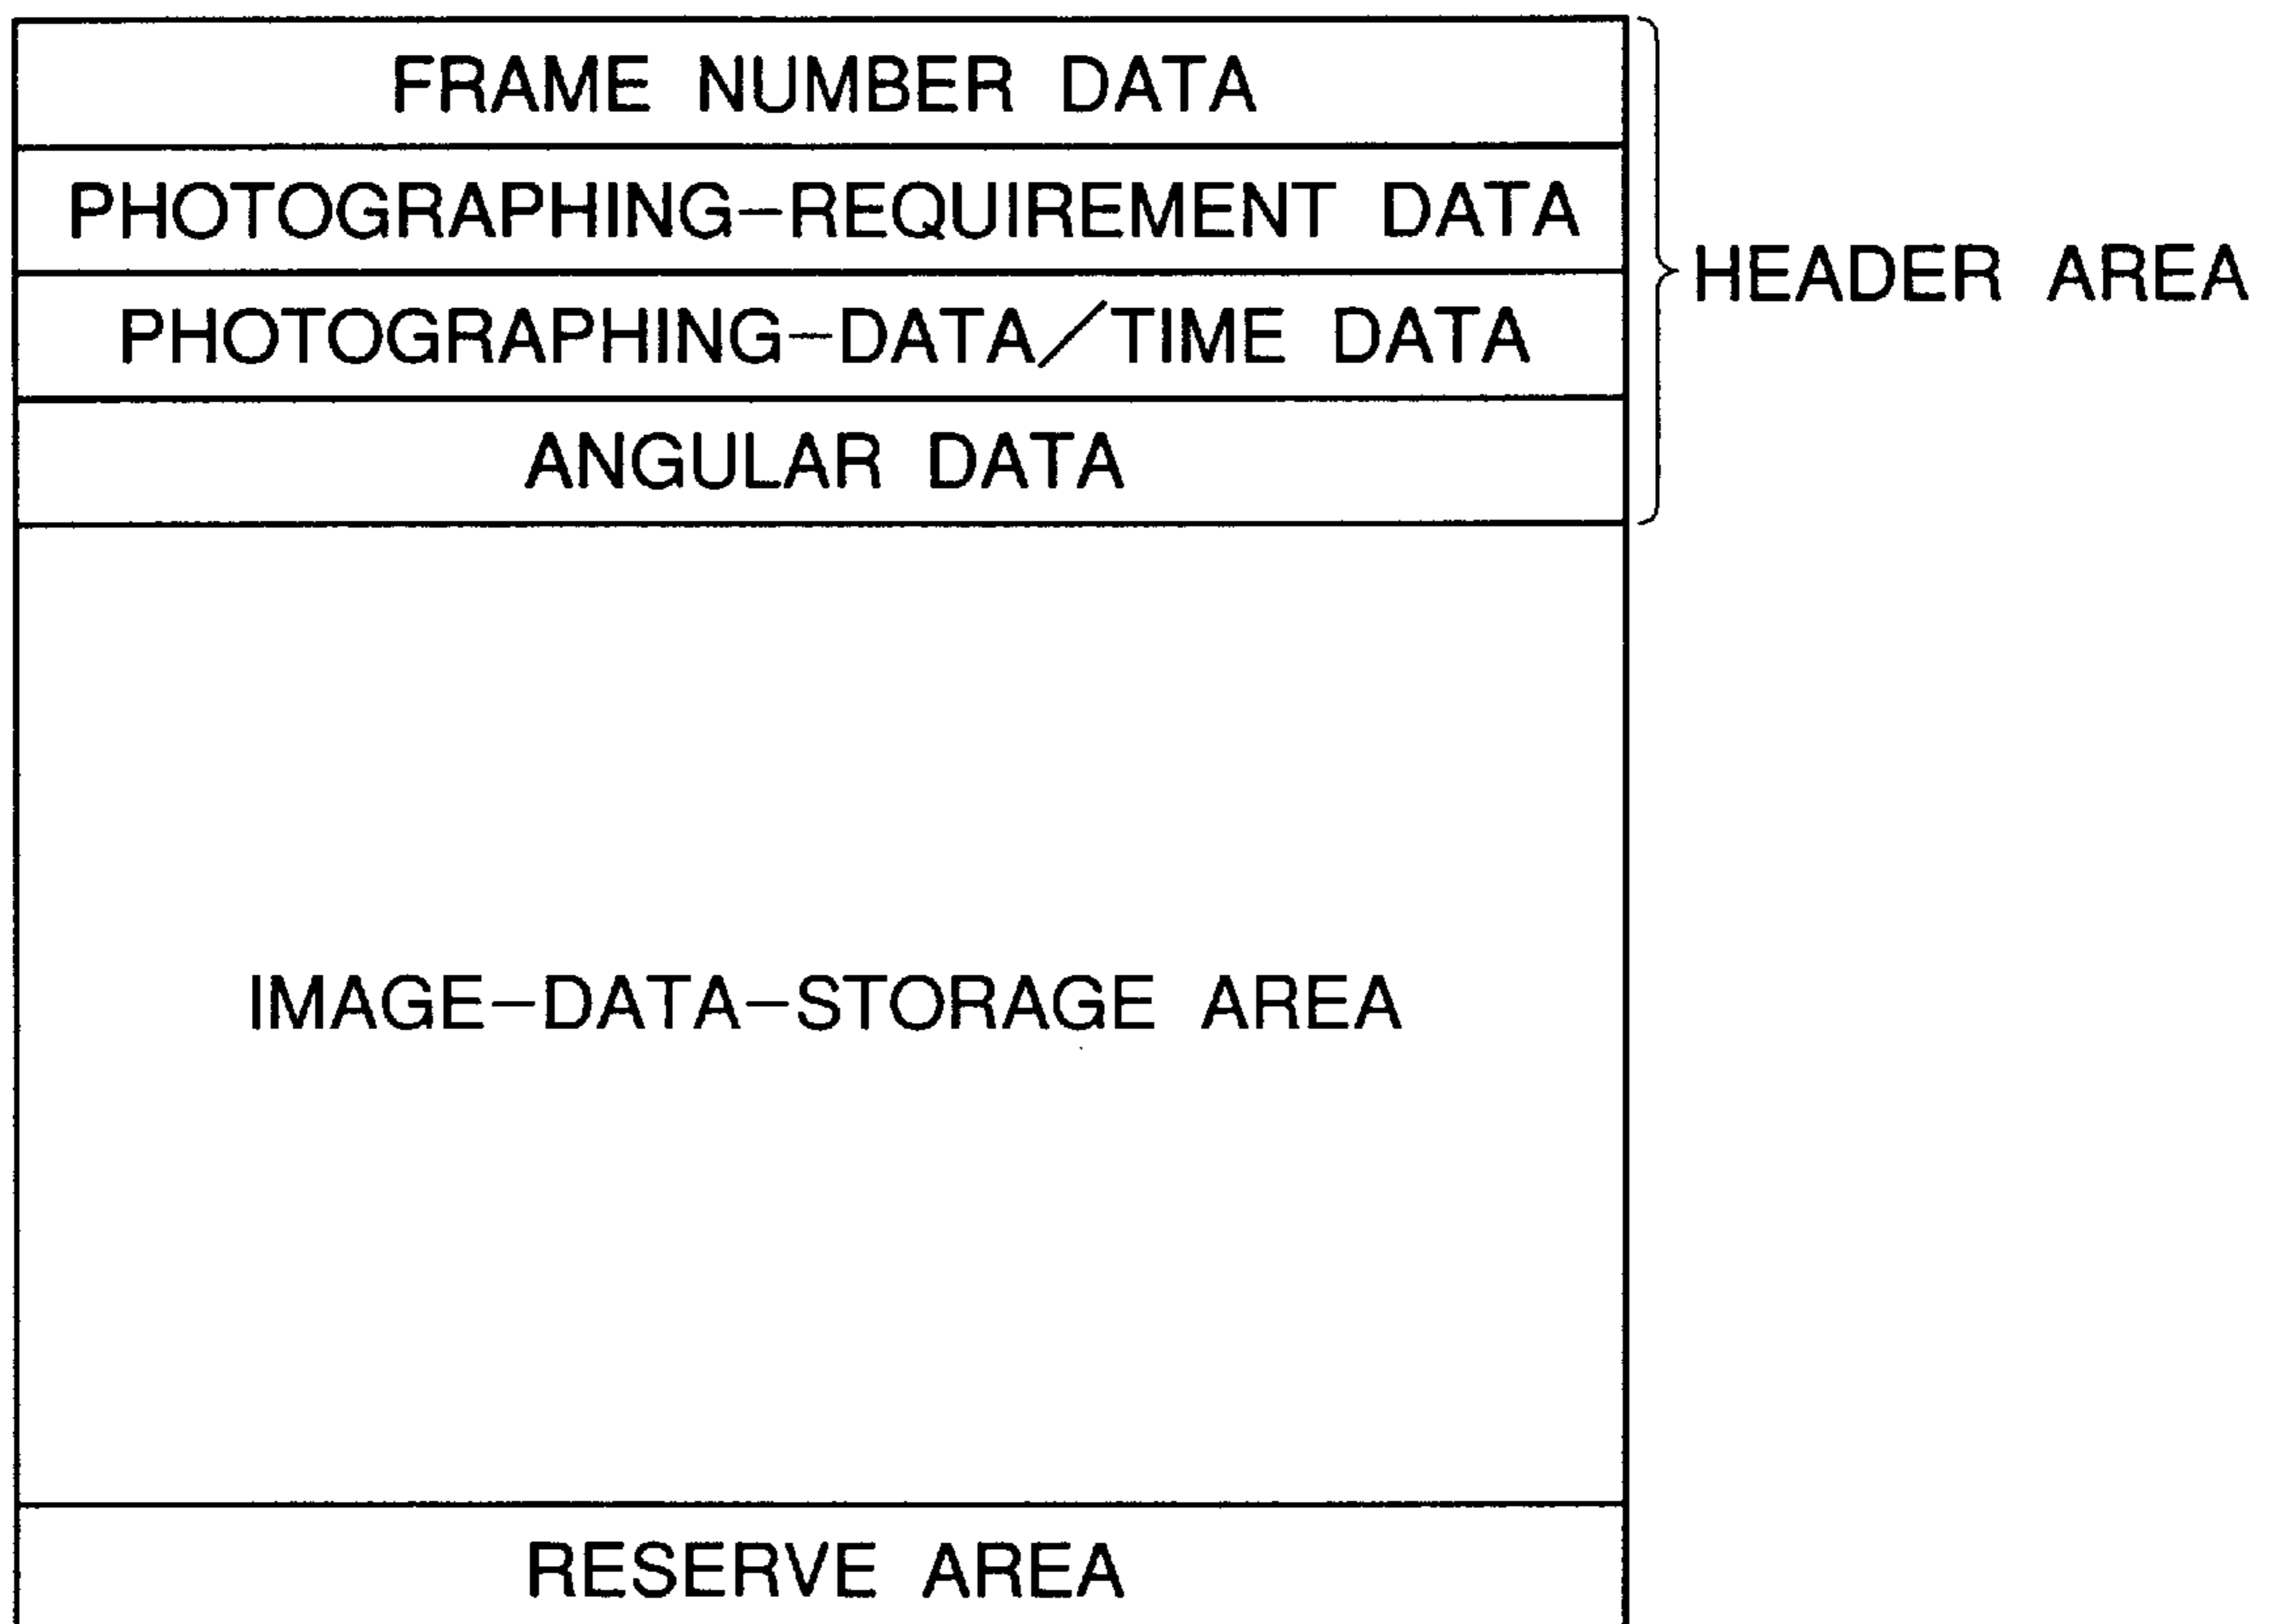 FRAME NUMBER DATA
PHOTOGRAPHING-REQUIREMENT DATA
HEADER AREA
PHOTOGRAPHING-DATA/TIME DATA
ANGULAR DATA
IMAGE-DATA-STORAGE AREA
RESERVE AREA